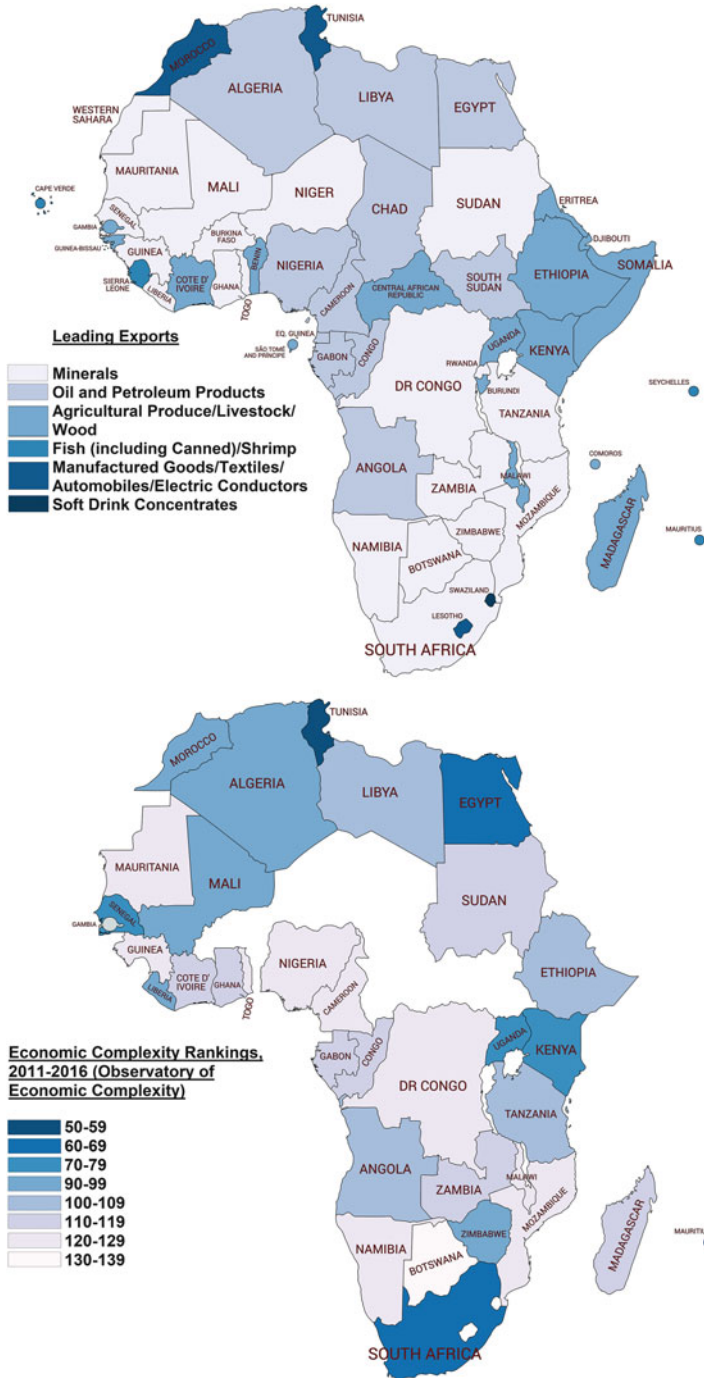 TUNISIA
MOROCCO
ALGERIA
LIBYA
EGYPT
WESTERN
SAHARA
MAURITANIA
MALI
NIGER
CHAD
SUDAN
ERITREA
CAPE VERDE
SENEGAL
GAMBIA
GUINEA-BISSAU
GUINEA
BURKINA
FASO
DJIBOUTI
SOMALIA
ETHIOPIA
SOUTH
SUDAN
NIGERIA
BENIN
COTE D'
IVOIRE
GHANA
TOGO
SIERRA
LEONE
LIBERIA
CAMEROON
CENTRAL AFRICAN
REPUBLIC
Leading Exports
EQ. GUINEA
SÃO TOMÉ
AND PRÍNCIPE
GABON
CONGO
UGANDA
KENYA
RWANDA
BURUNDI
DR CONGO
TANZANIA
SEYCHELLES
Minerals
Oil and Petroleum Products
Agricultural Produce/Livestock/
Wood
Fish (including Canned)/Shrimp
Manufactured Goods/Textiles/
Automobiles/Electric Conductors
Soft Drink Concentrates
ANGOLA
ZAMBIA
MALAWI
COMOROS
MOZAMBIQUE
MADAGASCAR
MAURITIUS
NAMIBIA
ZIMBABWE
BOTSWANA
SWAZILAND
LESOTHO
SOUTH AFRICA
TUNISIA
MOROCCO
ALGERIA
LIBYA
EGYPT
MAURITANIA
MALI
SUDAN
SENEGAL
GAMBIA
GUINEA
LIBERIA
COTE D'
IVOIRE
GHANA
TOGO
NIGERIA
CAMEROON
ETHIOPIA
GABON
CONGO
UGANDA
KENYA
DR CONGO
TANZANIA
Economic Complexity Rankings,
2011-2016 (Observatory of
Economic Complexity)
50-59
60-69
70-79
90-99
100-109
110-119
120-129
130-139
ANGOLA
ZAMBIA
MALAWI
MOZAMBIQUE
MADAGASCAR
MAURITIU
NAMIBIA
ZIMBABWE
BOTSWANA
SOUTH AFRICA